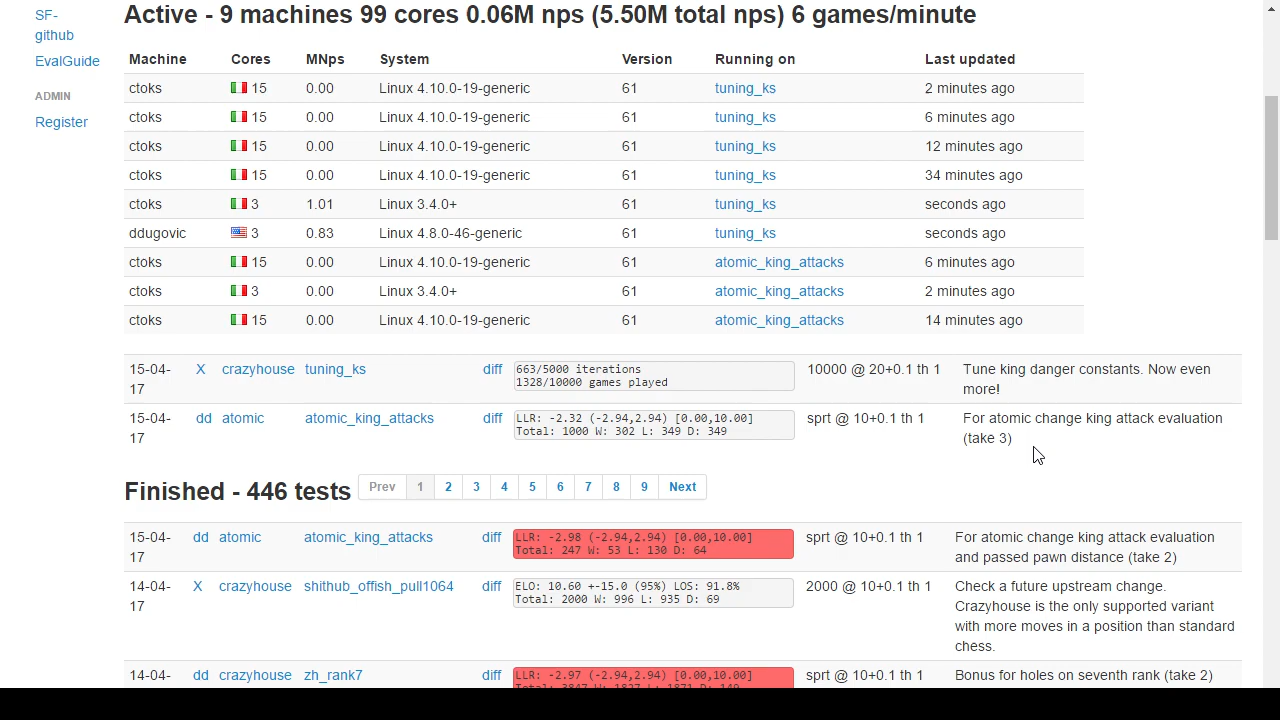 SF-
github
EvalGuide
ADMIN
Register
Active - 9 machines 99 cores 0.06M nps (5.50M total nps) 6 games/minute
Machine Cores MNps System Version Running on Last updated
ctoks 15 0.00 Linux 4.10.0-19-generic 61 tuning_ks 2 minutes ago
ctoks 15 0.00 Linux 4.10.0-19-generic 61 tuning_ks 6 minutes ago
ctoks 15 0.00 Linux 4.10.0-19-generic 61 tuning_ks 12 minutes ago
ctoks 15 0.00 Linux 4.10.0-19-generic 61 tuning_ks 34 minutes ago
ctoks 3 1.01 Linux 3.4.0+ 61 tuning_ks seconds ago
ddugovic 3 0.83 Linux 4.8.0-46-generic 61 tuning_ks seconds ago
ctoks 15 0.00 Linux 4.10.0-19-generic 61 atomic_king_attacks 6 minutes ago
ctoks 3 0.00 Linux 3.4.0+ 61 atomic_king_attacks 2 minutes ago
ctoks 15 0.00 Linux 4.10.0-19-generic 61 atomic_king_attacks 14 minutes ago
15-04- X crazyhouse tuning_ks diff 663/5000 iterations 10000 @ 20+0.1 th 1 Tune king danger constants. Now even
17 1328/10000 games played more!
15-04- dd atomic atomic_king_attacks diff LLR: -2.32 (-2.94,2.94) [0.00,10.00] sprt @ 10+0.1 th 1 For atomic change king attack evaluation
17 Total: 1000 W: 302 L: 349 D: 349 (take 3)
Finished - 446 tests Prev 1 2 3 4 5 6 7 8 9 Next
15-04- dd atomic atomic_king_attacks diff LLR: -2.98 (-2.94,2.94) [0.00,10.00] sprt @ 10+0.1 th 1 For atomic change king attack evaluation
17 Total: 247 W: 53 L: 130 D: 64 and passed pawn distance (take 2)
14-04- X crazyhouse shithub_offish_pull1064 diff ELO: 10.60 +-15.0 (95%) LOS: 91.8% 2000 @ 10+0.1 th 1 Check a future upstream change.
17 Total: 2000 W: 996 L: 935 D: 69 Crazyhouse is the only supported variant
with more moves in a position than standard
chess.
14-04- dd crazyhouse zh_rank7 diff LLR: -2.97 (-2.94,2.94) [0.00,10.00] sprt @ 10+0.1 th 1 Bonus for holes on seventh rank (take 2)